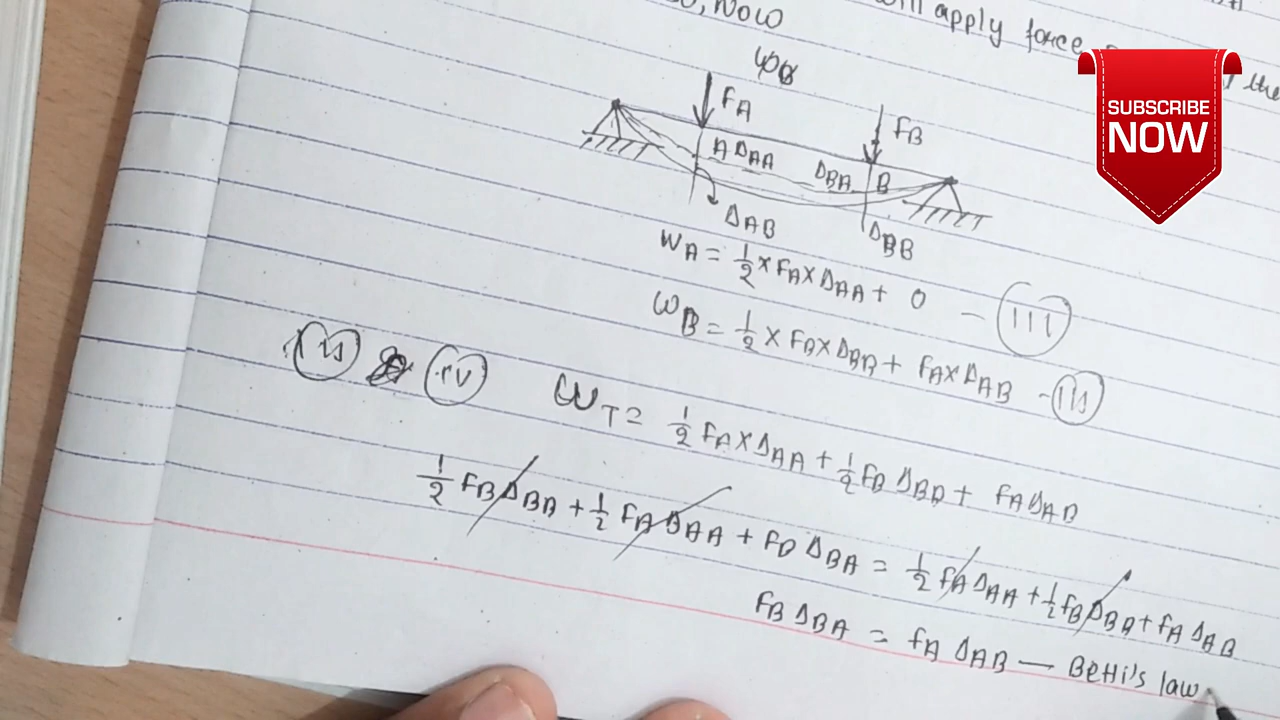 will apply force the
, Now
FA
FB
A ΔAA
ΔBA B
ΔAB
ΔBB
WA = 1/2 × FA × ΔAA + 0 — III
WB = 1/2 × FB × ΔBB + FA × ΔAB -
iv
WT = 1/2 FA × ΔAA + 1/2 FB ΔBB + FA ΔAB
1/2 FB ΔBB + 1/2 FA ΔAA + FB ΔBA = 1/2 FA ΔAA + 1/2 FB ΔBB + FA ΔAB
FB ΔBA = FA ΔAB — BetTi's law
SUBSCRIBE
NOW